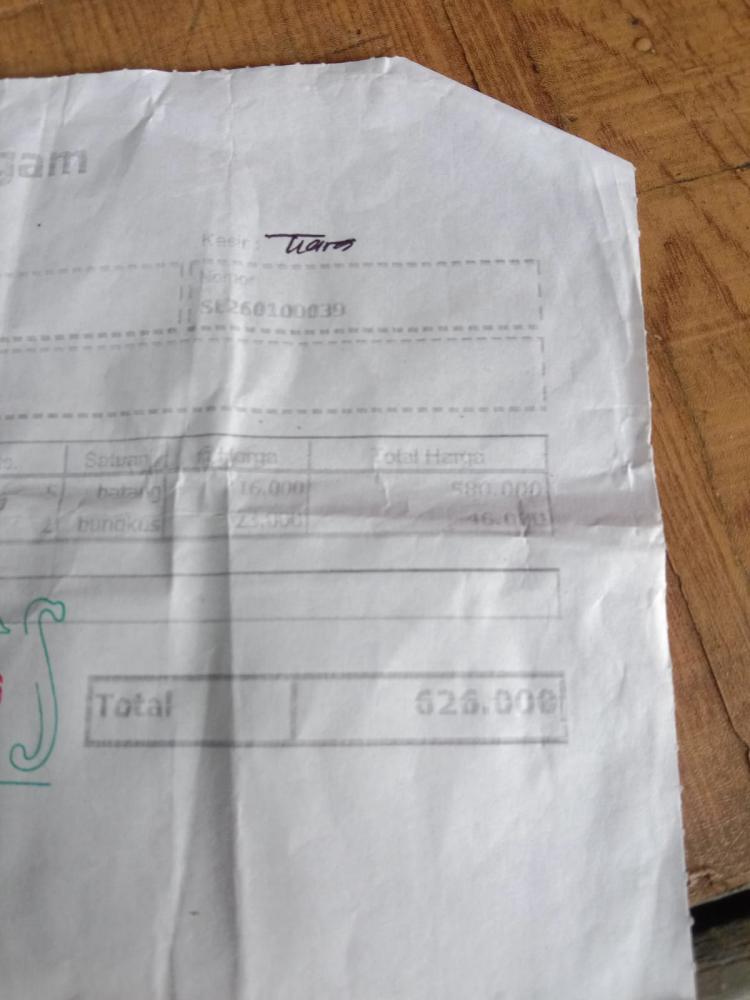 gam
Kasir : Tiara
Nomor
SL260100039
Satuan Harga Total Harga
5 batang 16.000 580.000
2 bungkus 23.000 46.000
Total 626.000